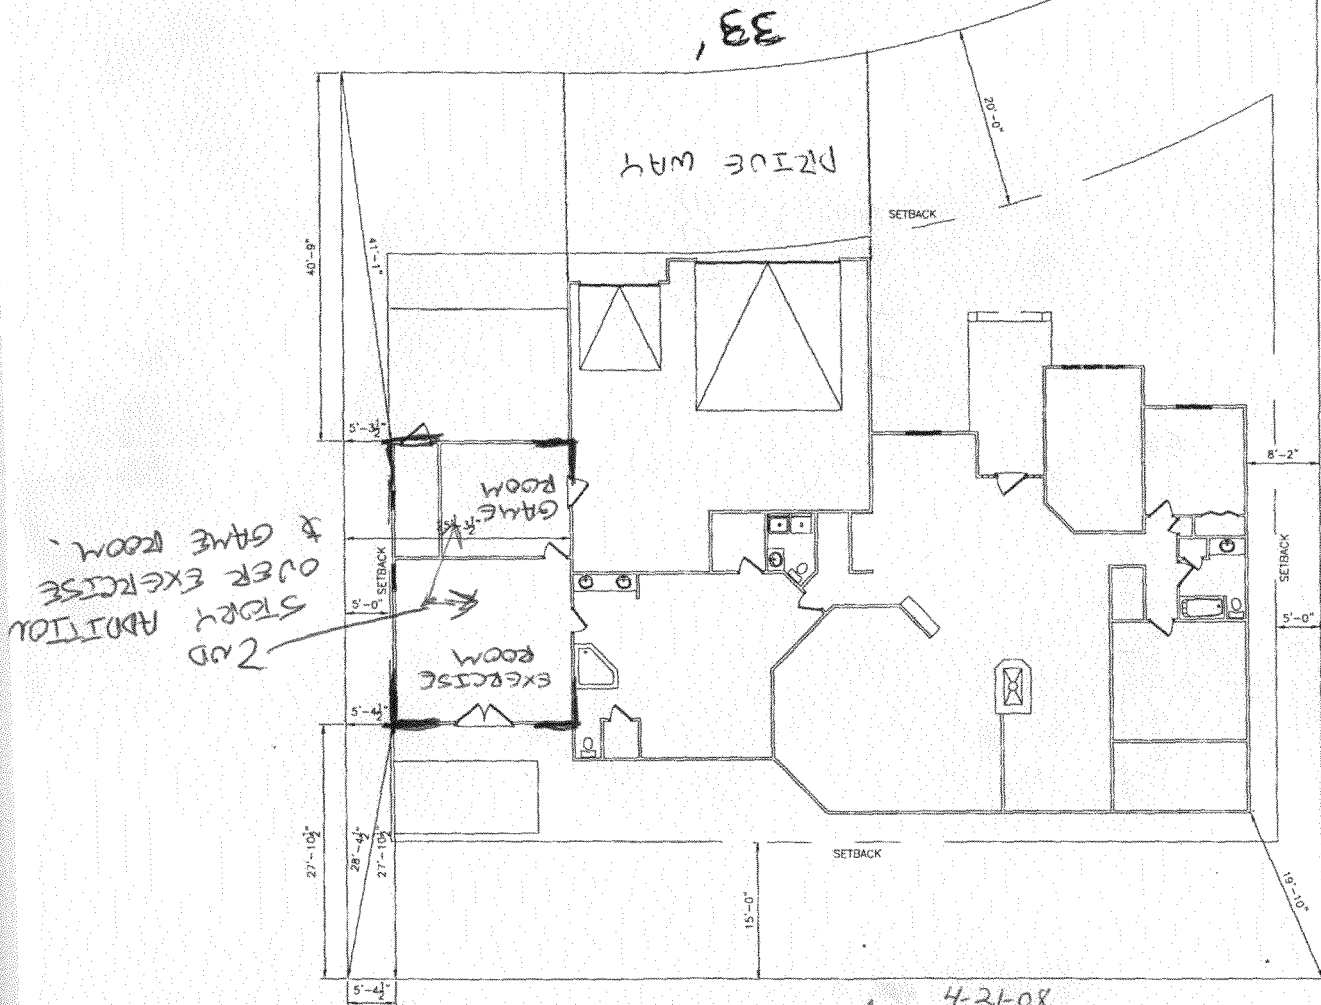 33'
20'-0"
DRIVE WAY
SETBACK
40'-9"
41'-1"
5'-3½"
8'-2"
GAME
ROOM
2ND
STORY ADDITION
OVER EXERCISE
& GAME ROOM.
SETBACK
5'-0"
SETBACK
5'-0"
EXERCISE
ROOM
5'-4½"
27'-10½"
28'-4½"
27'-10½"
SETBACK
15'-0"
19'-10"
5'-4½"
4-21-08